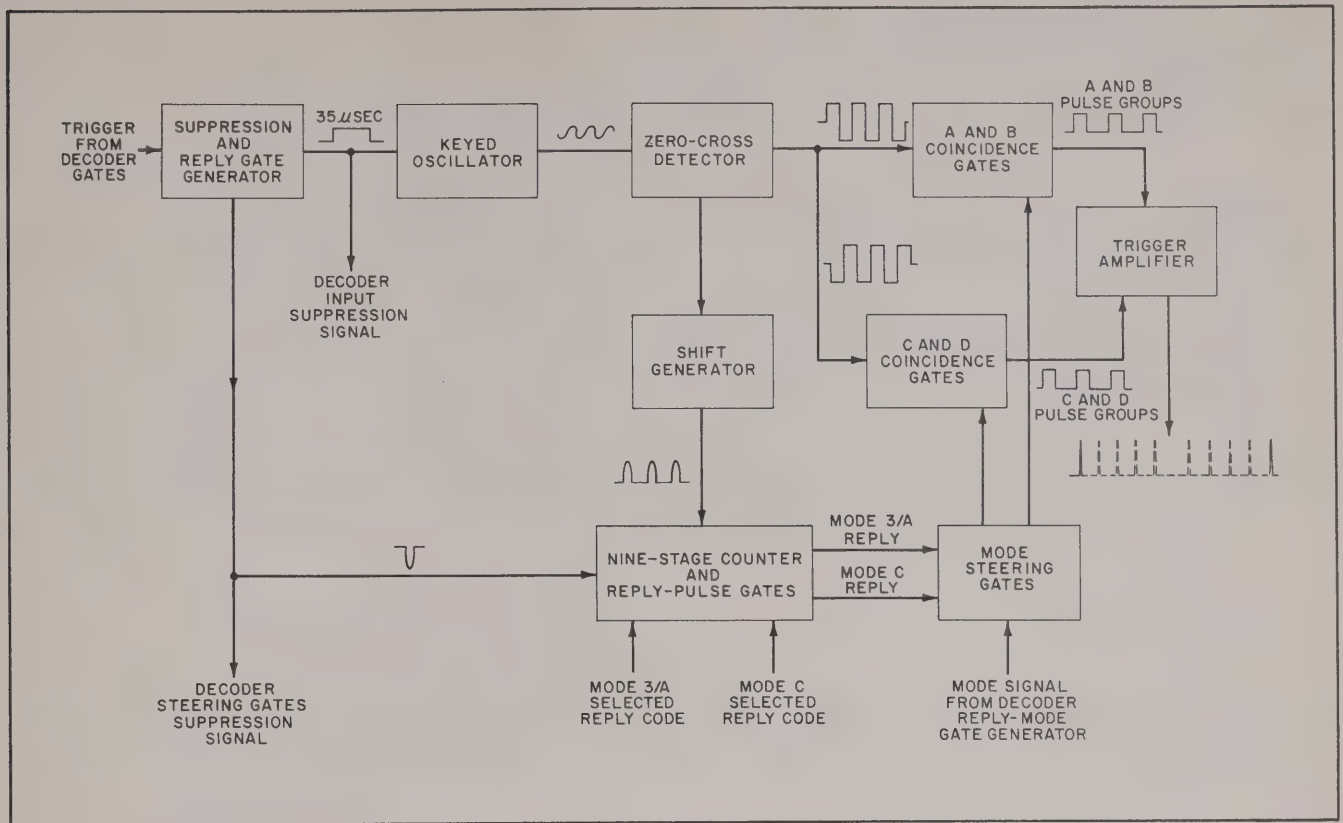 TRIGGER
FROM
DECODER
GATES
SUPPRESSION
AND
REPLY GATE
GENERATOR
35µSEC
KEYED
OSCILLATOR
ZERO-CROSS
DETECTOR
A AND B
COINCIDENCE
GATES
A AND B
PULSE GROUPS
TRIGGER
AMPLIFIER
DECODER
INPUT
SUPPRESSION
SIGNAL
SHIFT
GENERATOR
C AND D
COINCIDENCE
GATES
C AND D
PULSE GROUPS
NINE-STAGE COUNTER
AND
REPLY-PULSE GATES
MODE 3/A
REPLY
MODE C
REPLY
MODE
STEERING
GATES
DECODER
STEERING GATES
SUPPRESSION
SIGNAL
MODE 3/A
SELECTED
REPLY CODE
MODE C
SELECTED
REPLY CODE
MODE SIGNAL
FROM DECODER
REPLY-MODE
GATE GENERATOR